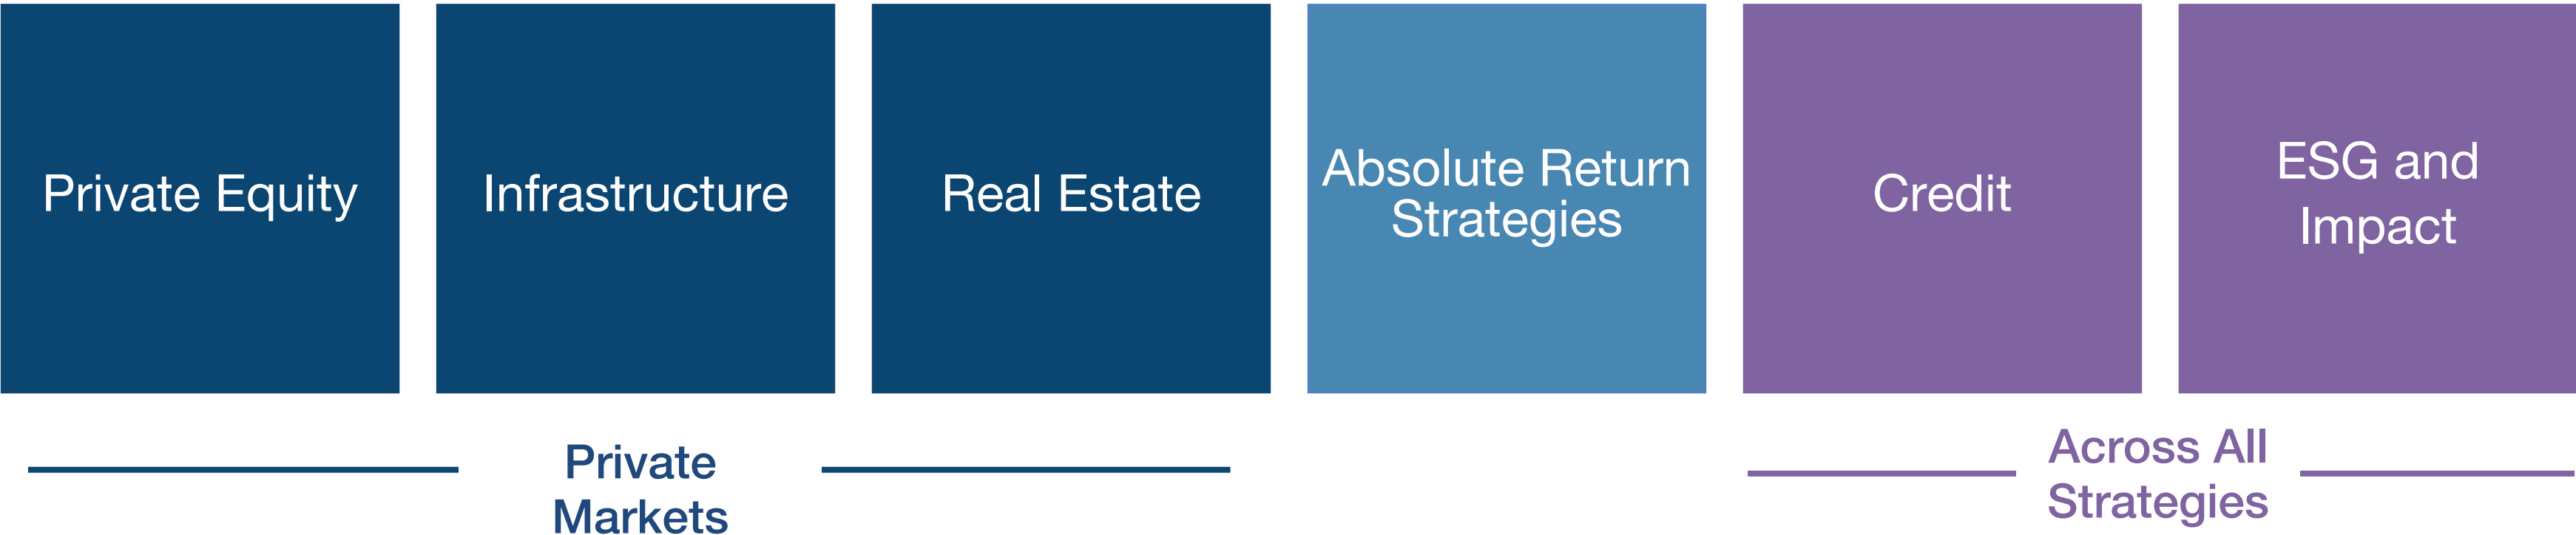 Private Equity
Infrastructure
Real Estate
Absolute Return
Strategies
Credit
ESG and
Impact
Private
Markets
Across All
Strategies